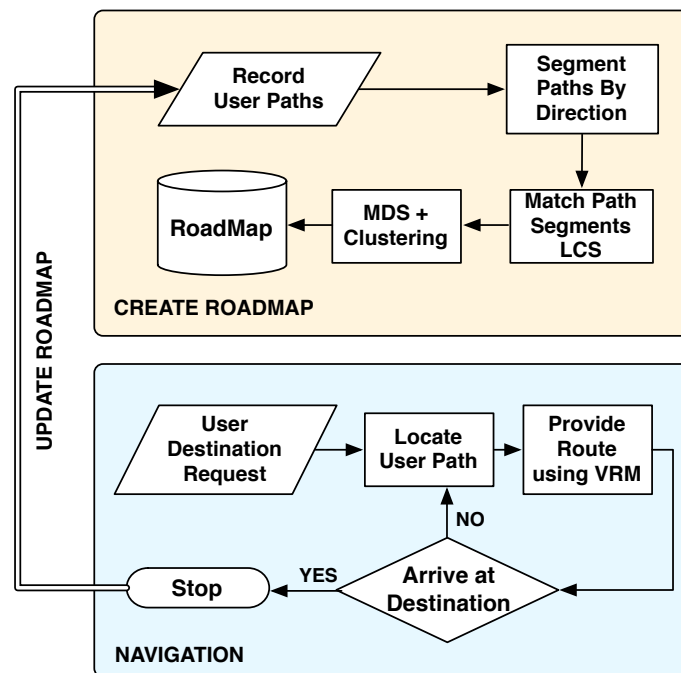 Record
User Paths
Segment
Paths By
Direction
RoadMap
MDS +
Clustering
Match Path
Segments
LCS
CREATE ROADMAP
UPDATE ROADMAP
User
Destination
Request
Locate
User Path
Provide
Route
using VRM
NO
Arrive at
Destination
YES
Stop
NAVIGATION